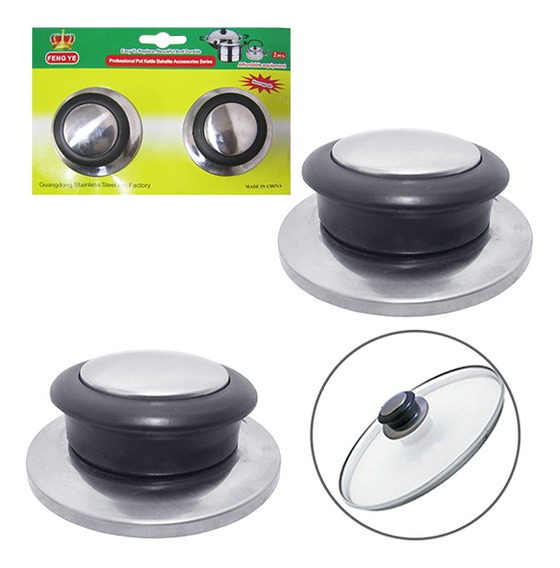 Easy To Replace, Beautiful And Durable
FENG YE
Professional Pot Kettle Bakelite Accessories Series
2 PCS
Affordable equipment
Guangdong Stainless Steel Factory
MADE IN CHINA